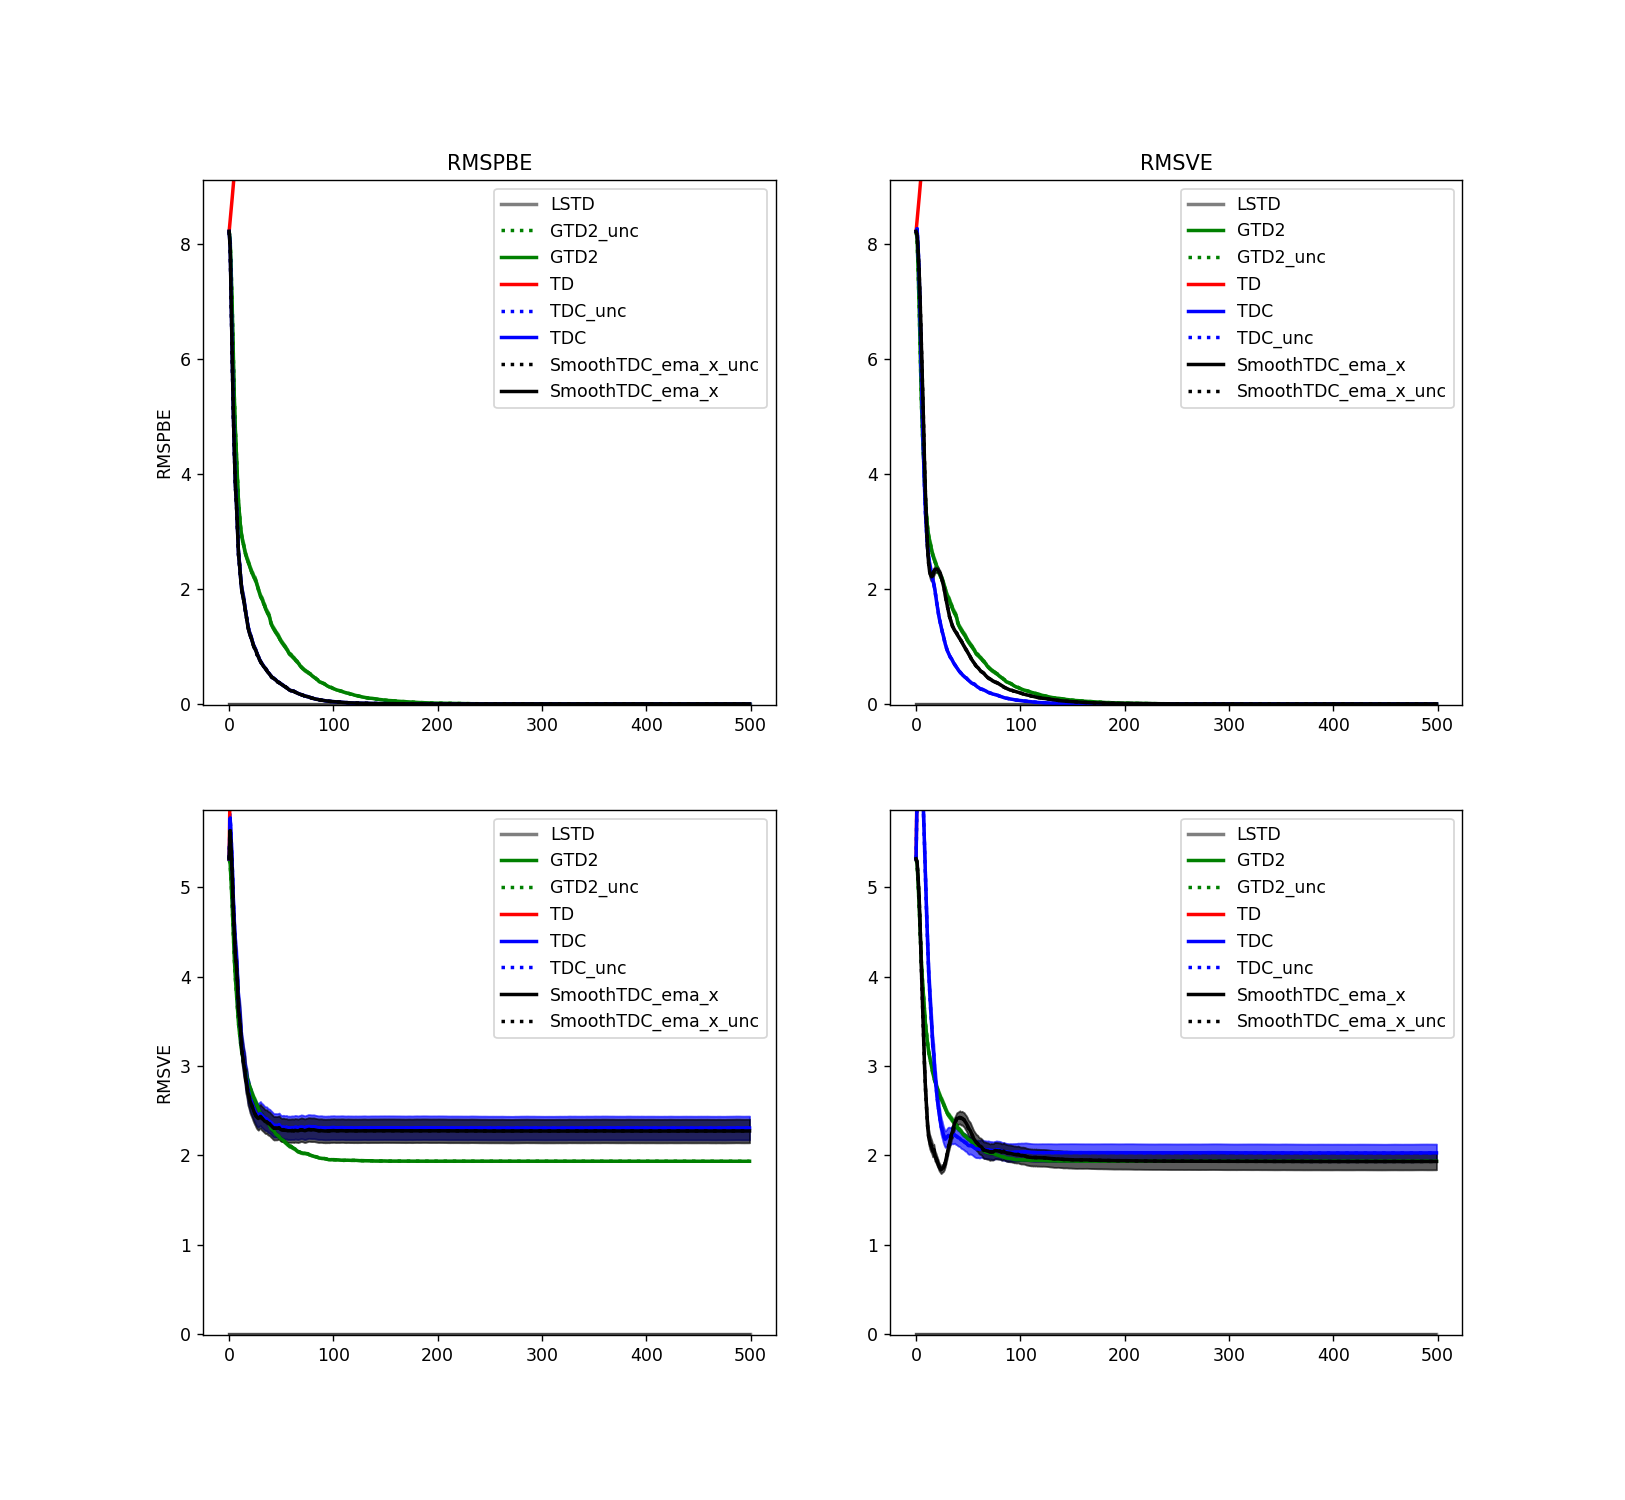 RMSPBE
RMSPBE
8
6
4
2
0
0 100 200 300 400 500
LSTD
GTD2_unc
GTD2
TD
TDC_unc
TDC
SmoothTDC_ema_x_unc
SmoothTDC_ema_x
RMSVE
8
6
4
2
0
0 100 200 300 400 500
LSTD
GTD2
GTD2_unc
TD
TDC
TDC_unc
SmoothTDC_ema_x
SmoothTDC_ema_x_unc
RMSVE
5
4
3
2
1
0
0 100 200 300 400 500
LSTD
GTD2
GTD2_unc
TD
TDC
TDC_unc
SmoothTDC_ema_x
SmoothTDC_ema_x_unc
5
4
3
2
1
0
0 100 200 300 400 500
LSTD
GTD2
GTD2_unc
TD
TDC
TDC_unc
SmoothTDC_ema_x
SmoothTDC_ema_x_unc